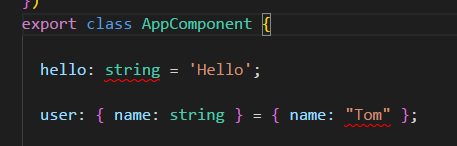 })
export class AppComponent {
hello: string = 'Hello';
user: { name: string } = { name: "Tom" };